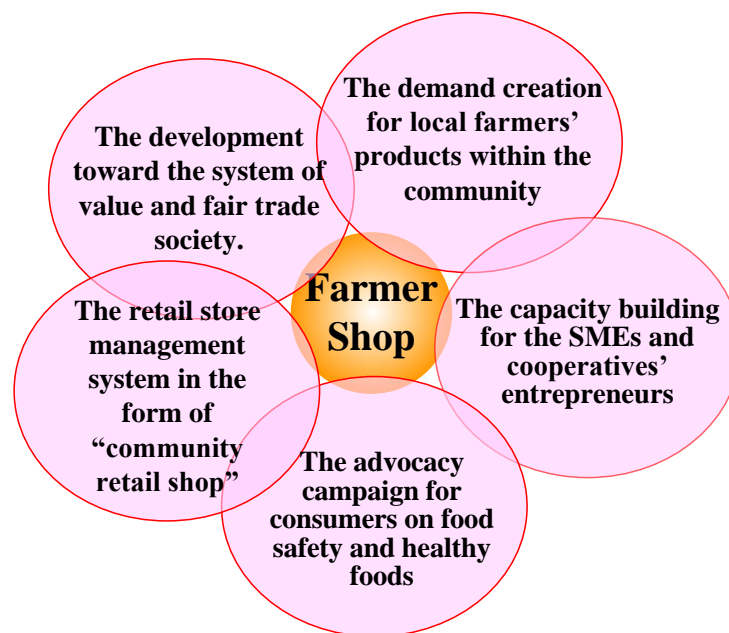 The demand creation
for local farmers’
products within the
community
The development
toward the system of
value and fair trade
society.
Farmer
Shop
The capacity building
for the SMEs and
cooperatives’
entrepreneurs
The retail store
management
system in the
form of
“community
retail shop”
The advocacy
campaign for
consumers on food
safety and healthy
foods